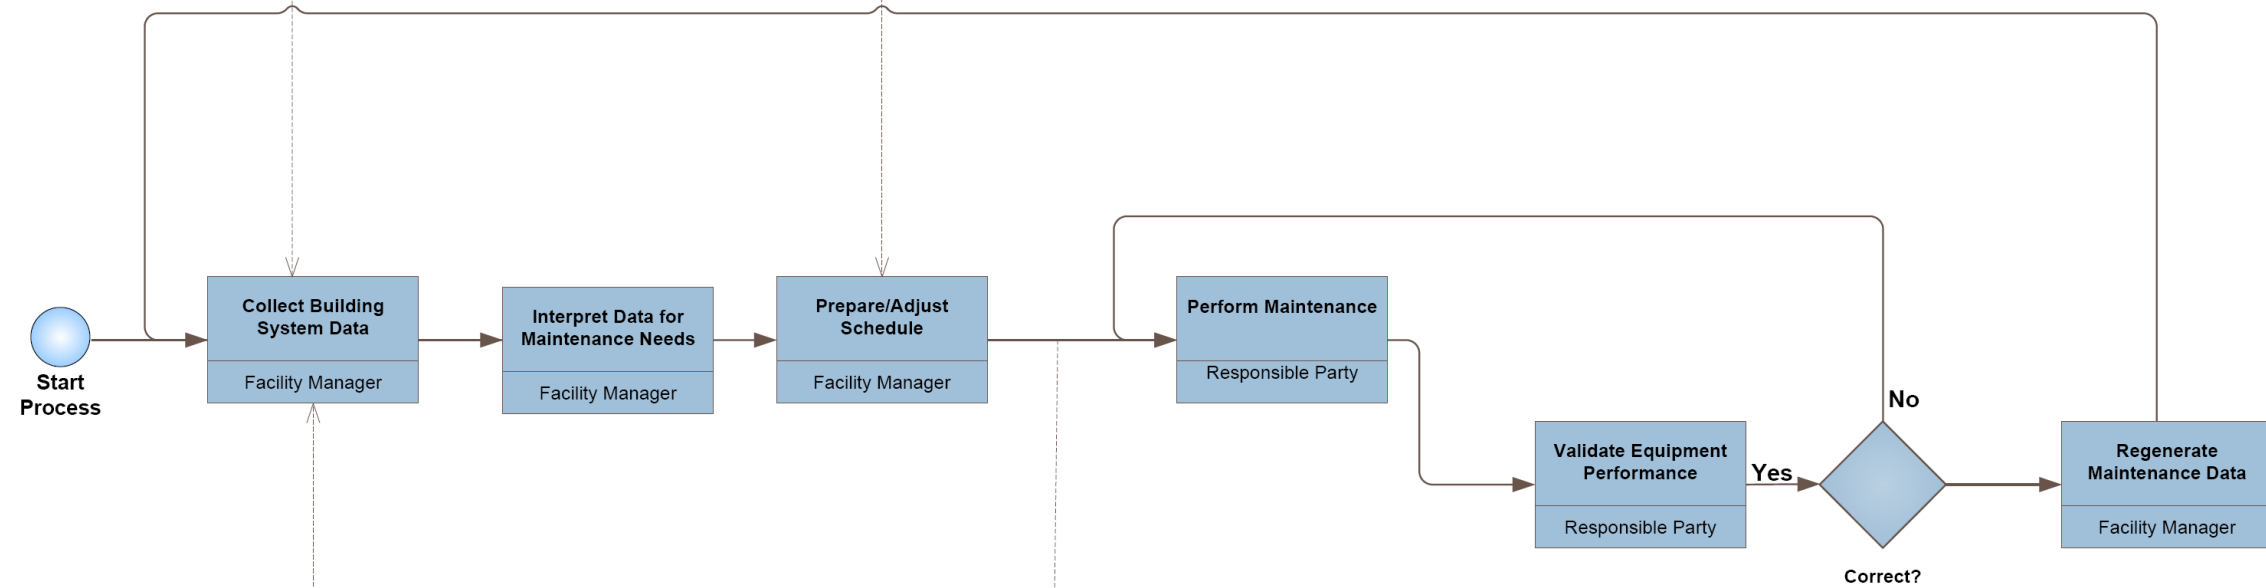 Start
Process
Collect Building
System Data
Facility Manager
Interpret Data for
Maintenance Needs
Facility Manager
Prepare/Adjust
Schedule
Facility Manager
Perform Maintenance
Responsible Party
Validate Equipment
Performance
Responsible Party
Yes
No
Correct?
Regenerate
Maintenance Data
Facility Manager